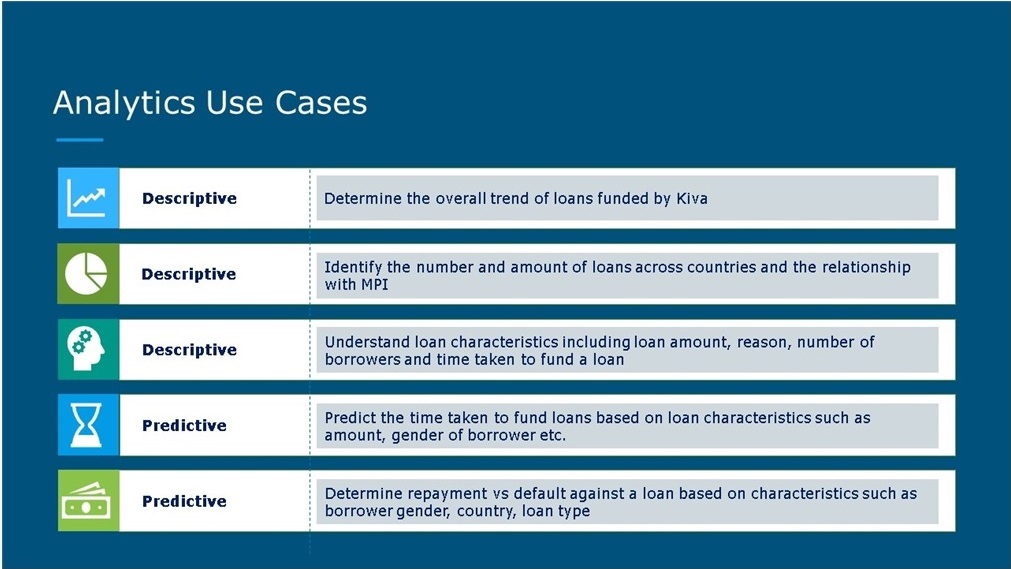 Analytics Use Cases
Descriptive
Determine the overall trend of loans funded by Kiva
Descriptive
Identify the number and amount of loans across countries and the relationship
with MPI
Descriptive
Understand loan characteristics including loan amount, reason, number of
borrowers and time taken to fund a loan
Predictive
Predict the time taken to fund loans based on loan characteristics such as
amount, gender of borrower etc.
Predictive
Determine repayment vs default against a loan based on characteristics such as
borrower gender, country, loan type